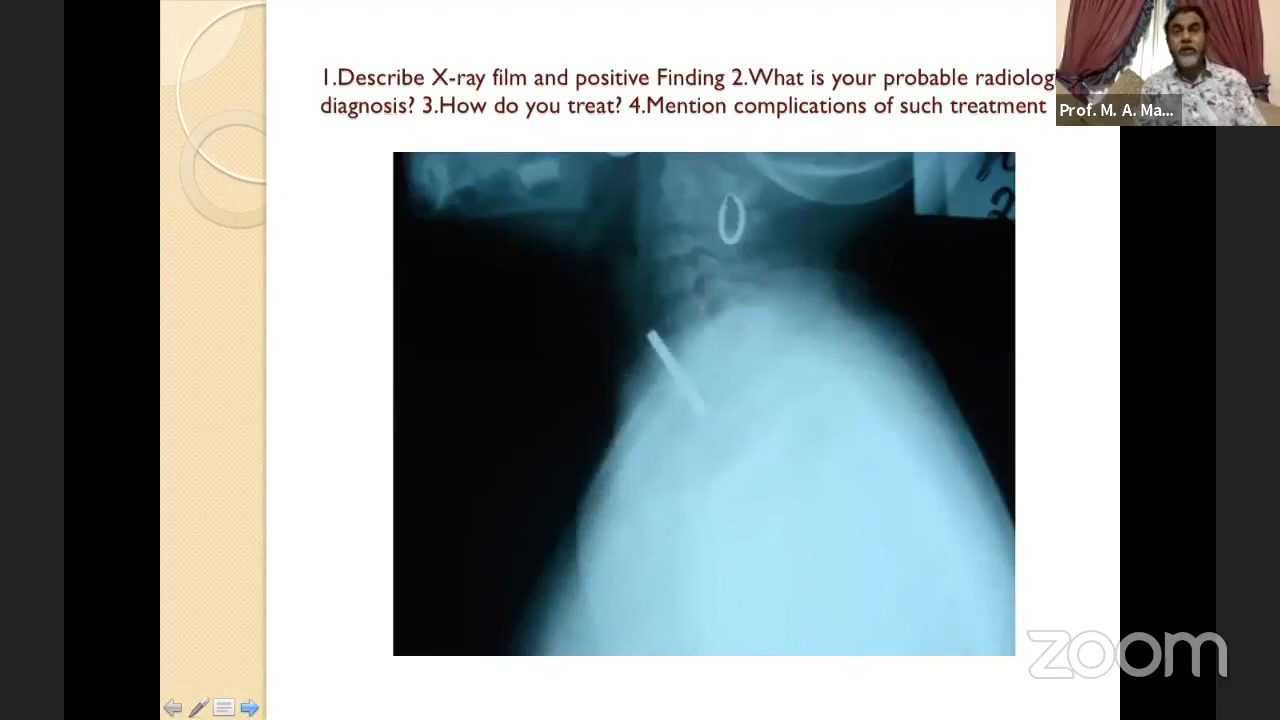 1.Describe X-ray film and positive Finding 2.What is your probable
diagnosis? 3.How do you treat? 4.Mention complications of such treatment
Prof. M. A. Ma...
zoom